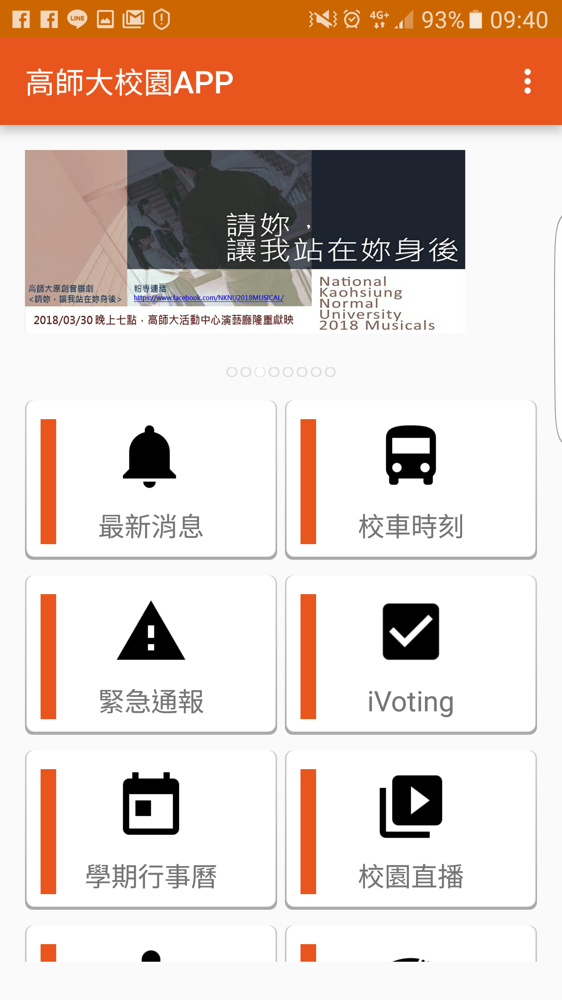 LINE
4G+
93%
09:40
高師大校園APP
請妳，
讓我站在妳身後
高師大原創音樂劇
<請妳，讓我站在妳身後>
粉專連結
https://www.facebook.com/NKNU2018MUSICAL/
2018/03/30 晚上七點，高師大活動中心演藝廳隆重獻映
National
Kaohsiung
Normal
University
2018 Musicals
最新消息
校車時刻
緊急通報
iVoting
學期行事曆
校園直播